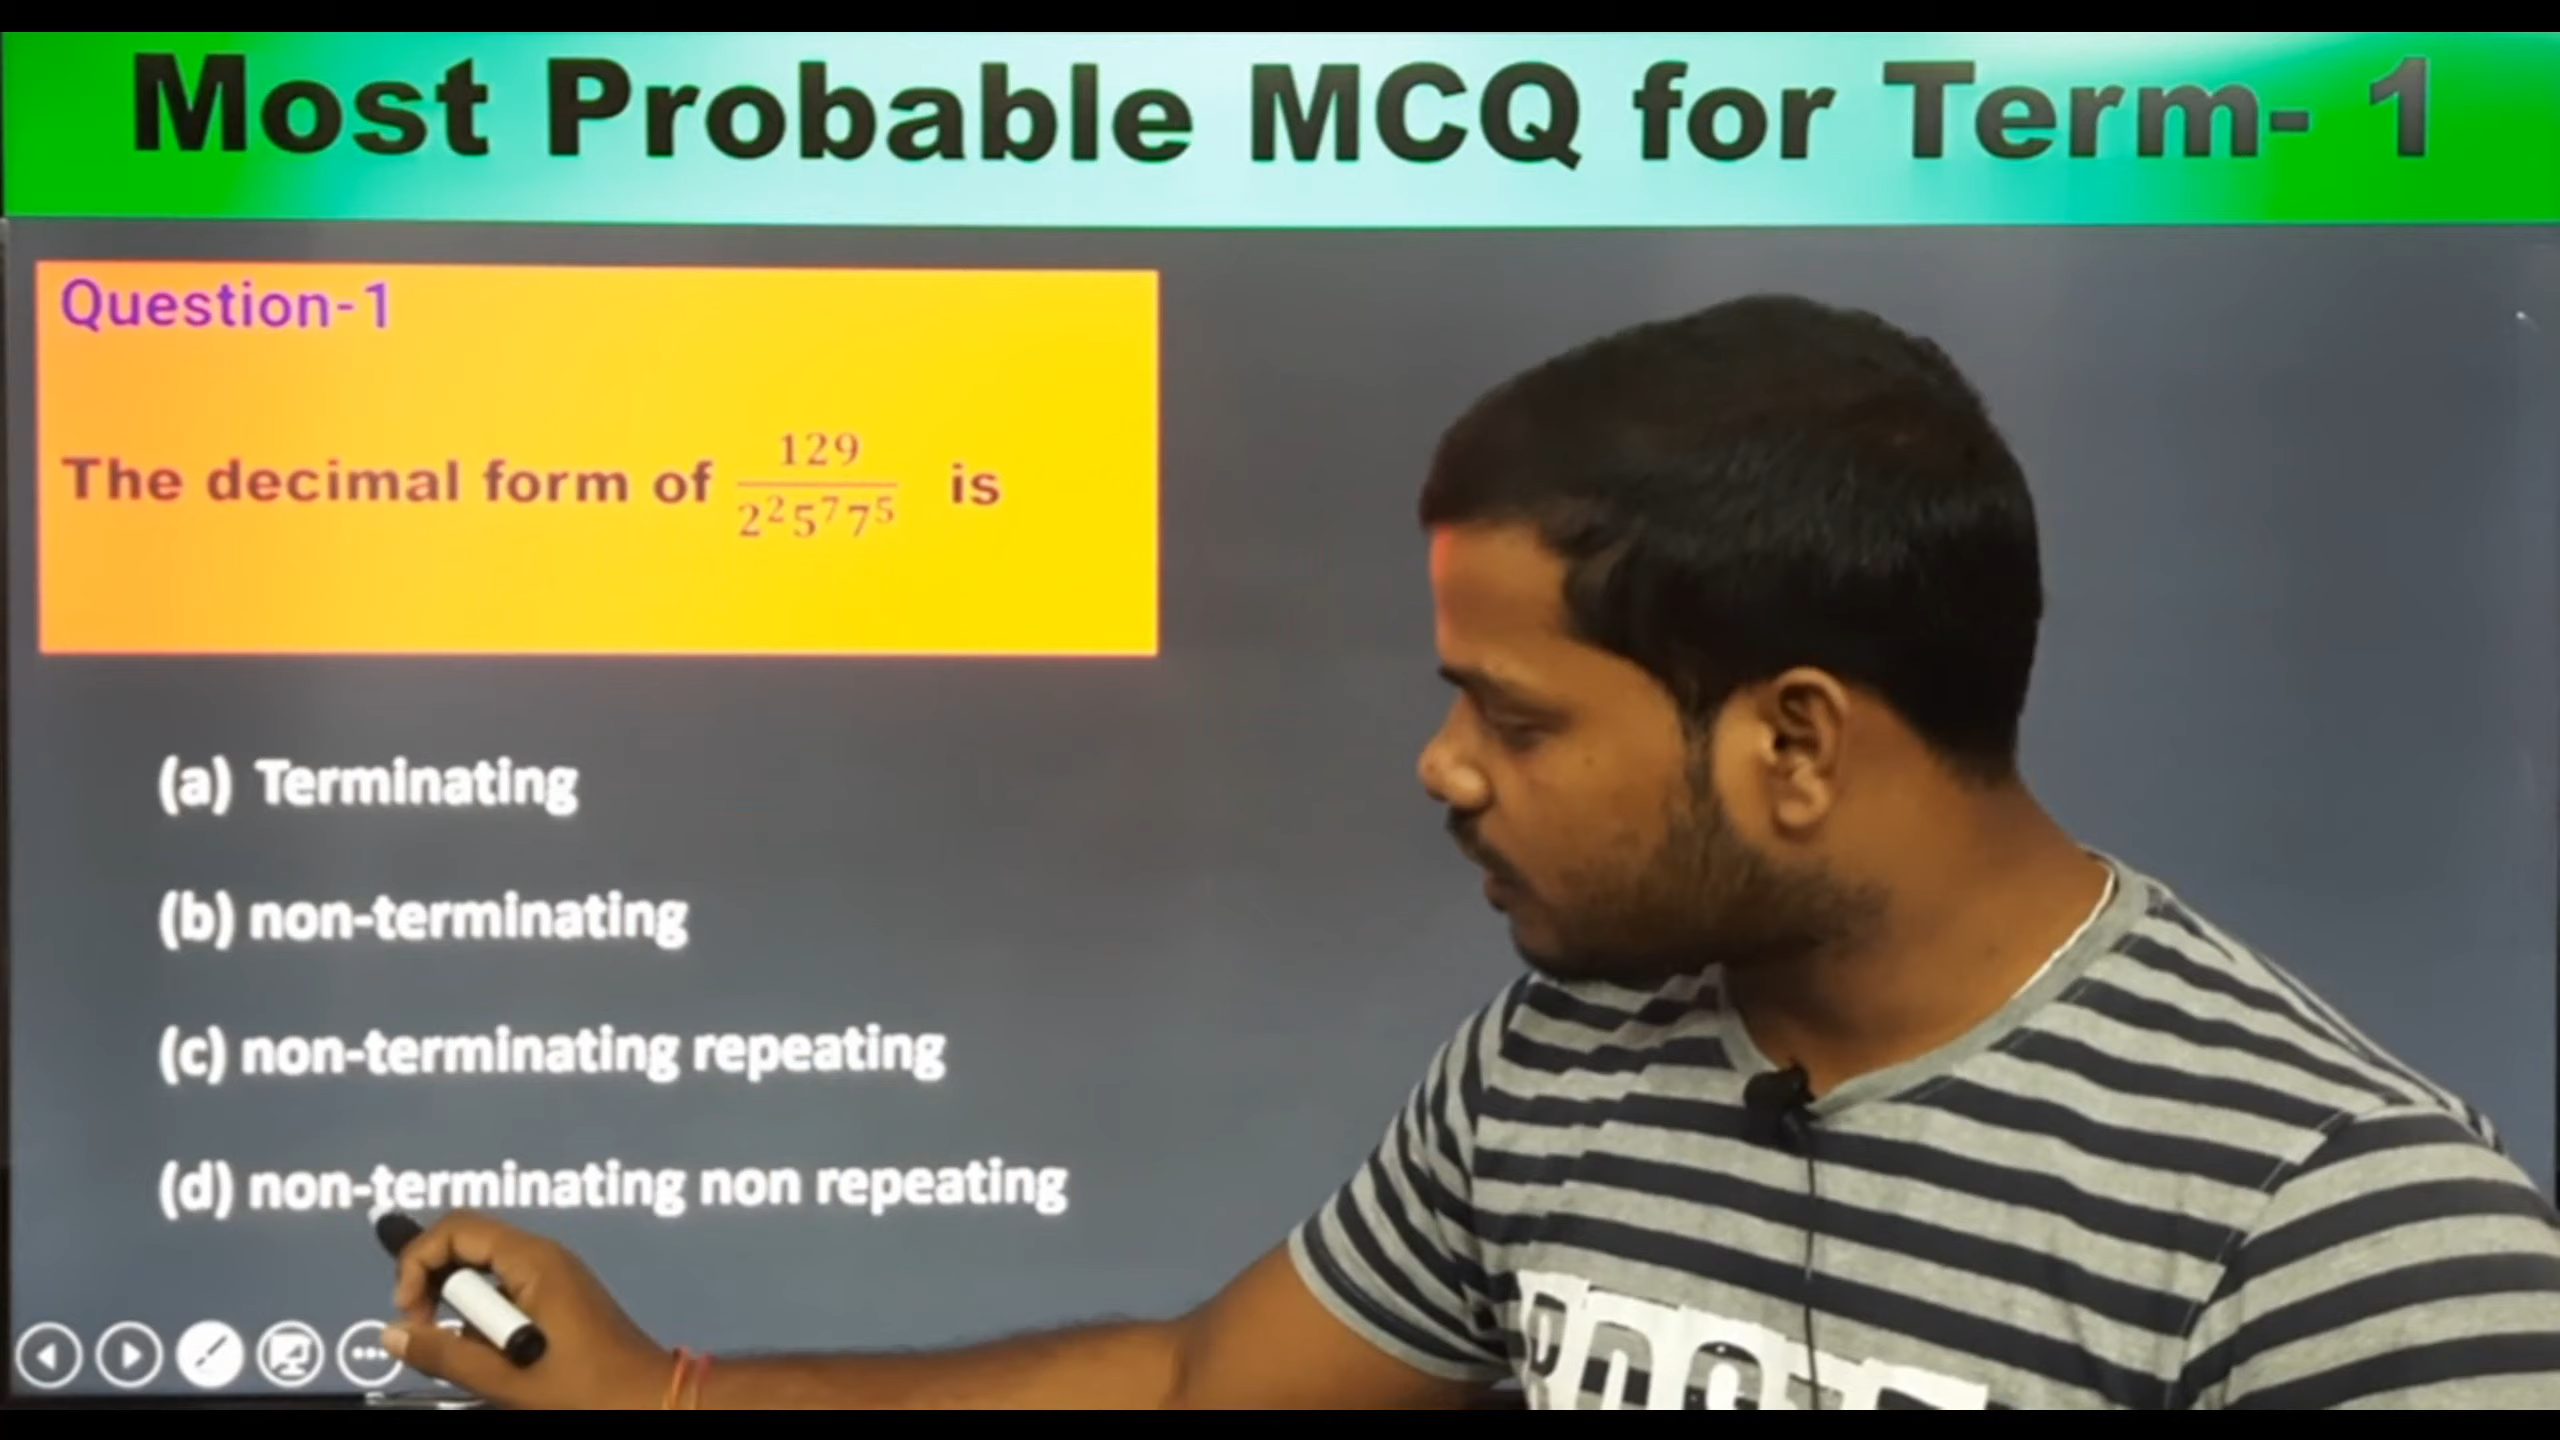 Most Probable MCQ for Term- 1
Question-1
The decimal form of 129 / 2²5⁷7⁵ is
(a) Terminating
(b) non-terminating
(c) non-terminating repeating
(d) non-terminating non repeating